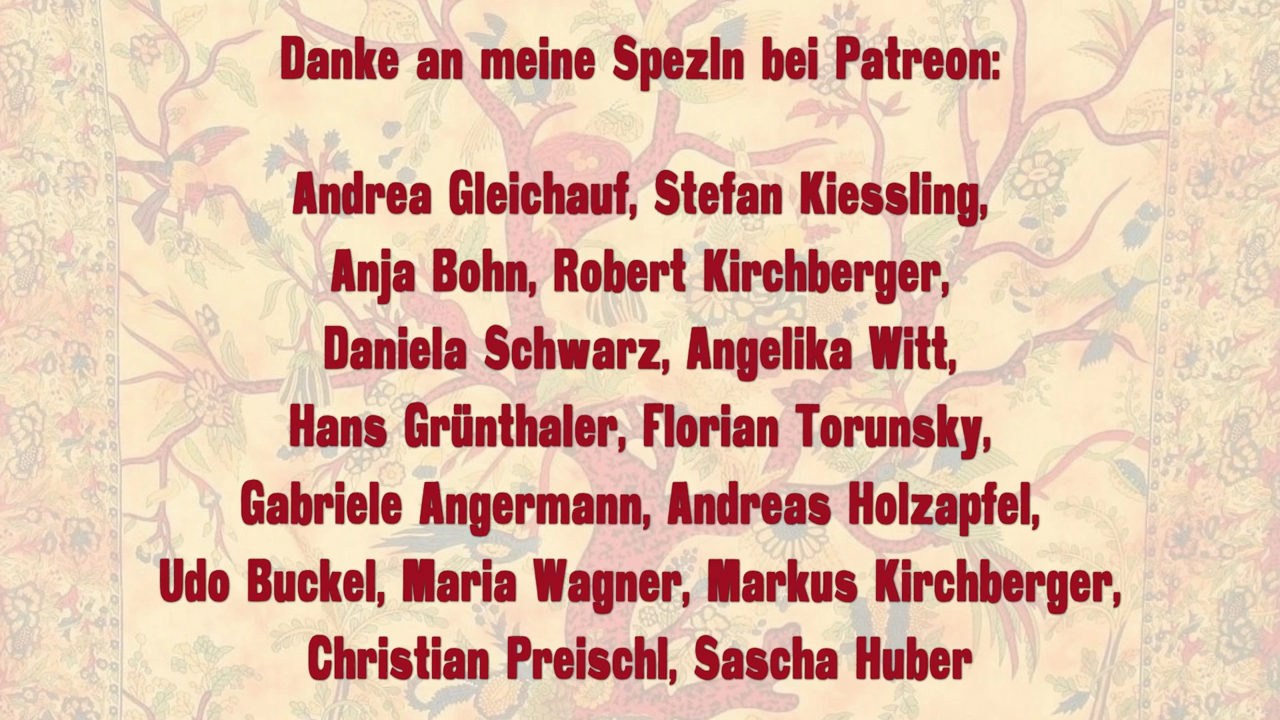 Danke an meine Spezln bei Patreon:
Andrea Gleichauf, Stefan Kiessling,
Anja Bohn, Robert Kirchberger,
Daniela Schwarz, Angelika Witt,
Hans Grünthaler, Florian Torunsky,
Gabriele Angermann, Andreas Holzapfel,
Udo Buckel, Maria Wagner, Markus Kirchberger,
Christian Preischl, Sascha Huber